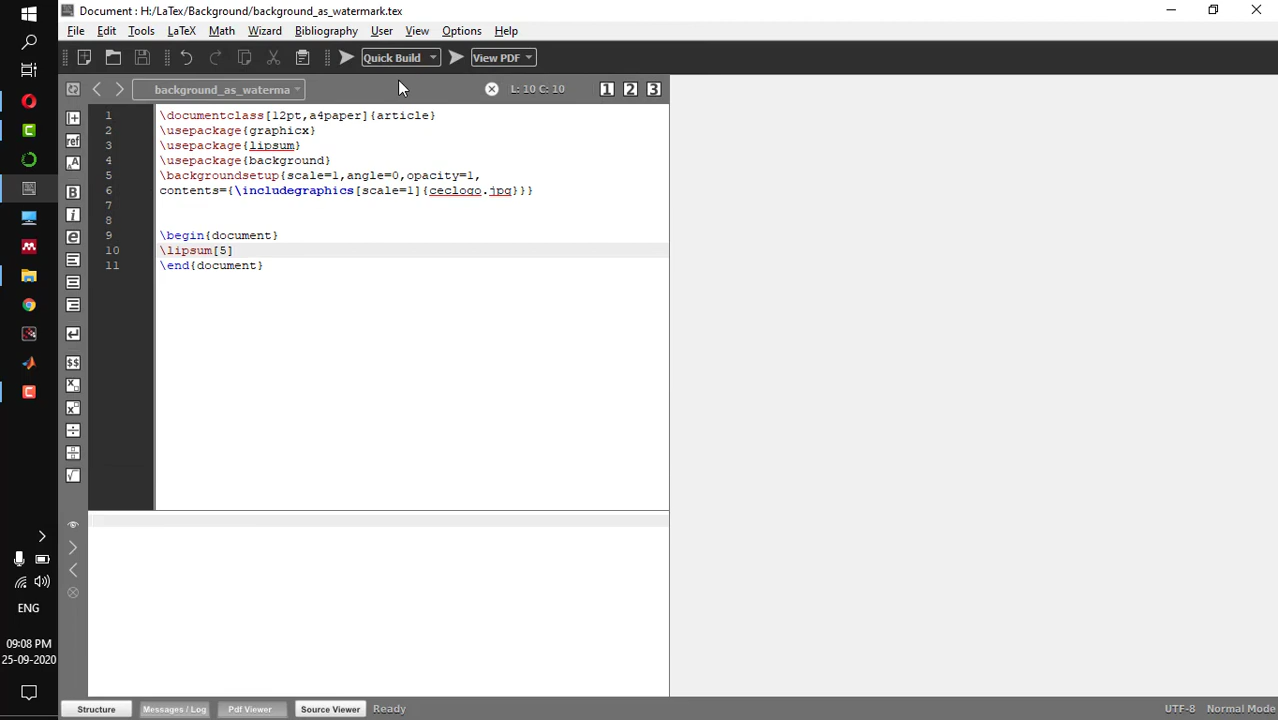 Document : H:/LaTex/Background/background_as_watermark.tex
File Edit Tools LaTeX Math Wizard Bibliography User View Options Help
Quick Build View PDF
background_as_waterma L: 10 C: 10 1 2 3
1 \documentclass[12pt,a4paper]{article}
2 \usepackage{graphicx}
3 \usepackage{lipsum}
4 \usepackage{background}
5 \backgroundsetup{scale=1,angle=0,opacity=1,
6 contents={\includegraphics[scale=1]{ceclogo.jpg}}}
7
8
9 \begin{document}
10 \lipsum[5]
11 \end{document}
ref
ENG
09:08 PM
25-09-2020
Structure Messages / Log Pdf Viewer Source Viewer Ready UTF-8 Normal Mode